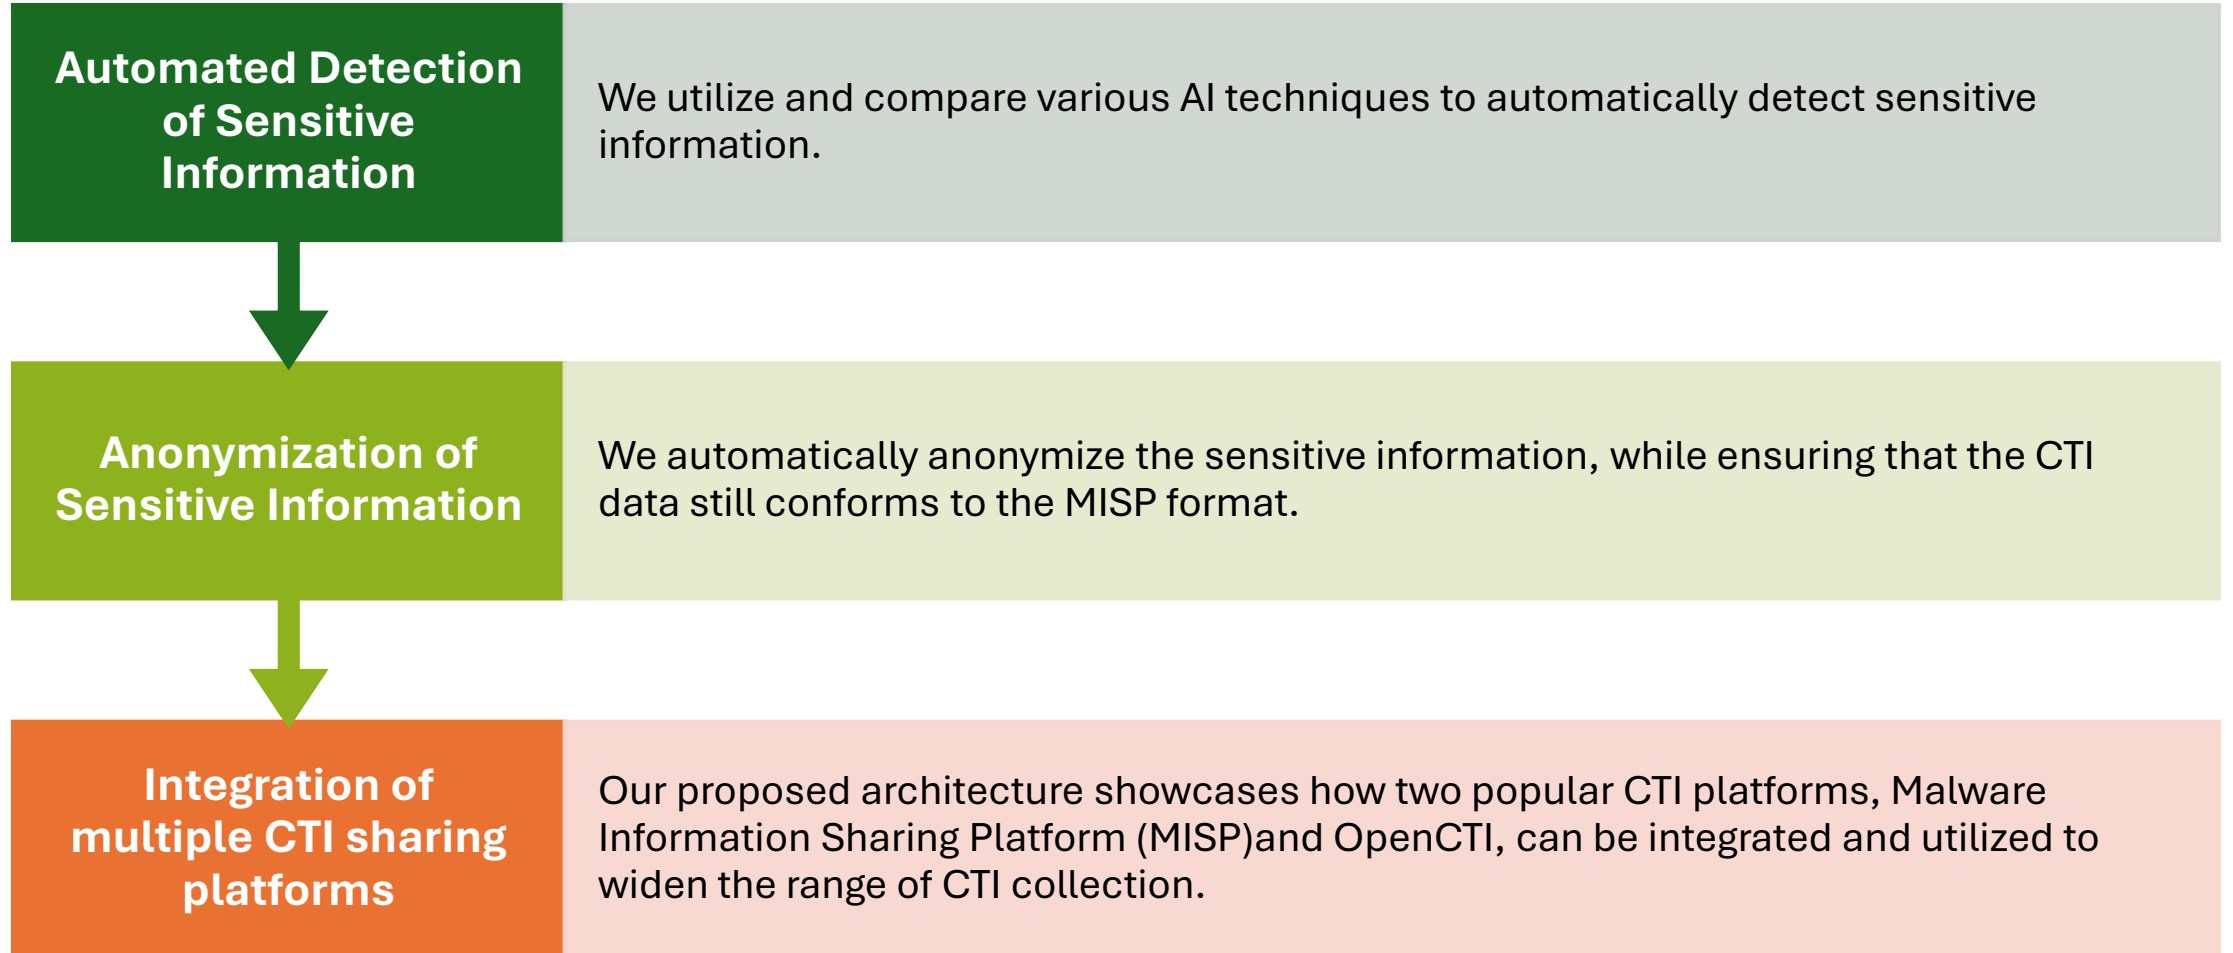 Automated Detection
of Sensitive
Information
We utilize and compare various AI techniques to automatically detect sensitive
information.
Anonymization of
Sensitive Information
We automatically anonymize the sensitive information, while ensuring that the CTI
data still conforms to the MISP format.
Integration of
multiple CTI sharing
platforms
Our proposed architecture showcases how two popular CTI platforms, Malware
Information Sharing Platform (MISP)and OpenCTI, can be integrated and utilized to
widen the range of CTI collection.